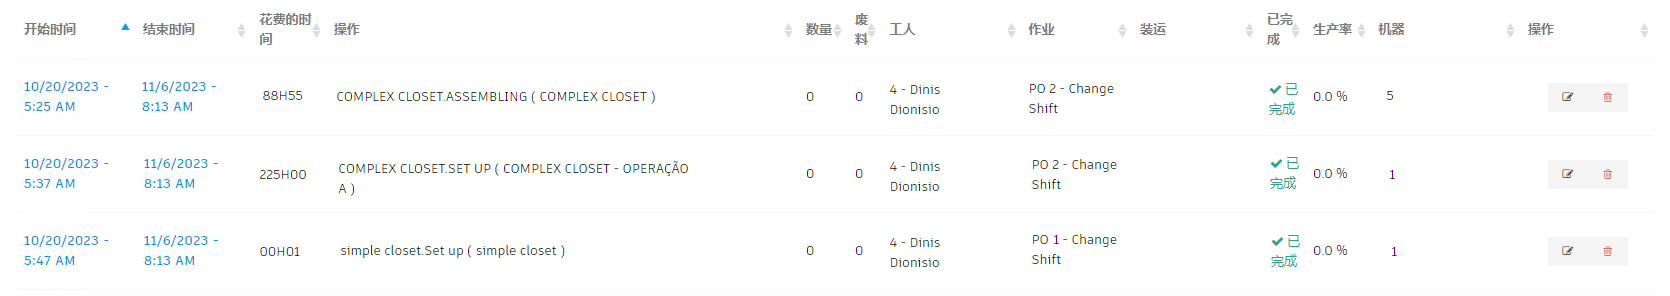 开始时间 结束时间 花费的时间 操作 数量 废料 工人 作业 装运 已完成 生产率 机器 操作
10/20/2023 - 5:25 AM 11/6/2023 - 8:13 AM 88H55 COMPLEX CLOSET.ASSEMBLING ( COMPLEX CLOSET ) 0 0 4 - Dinis Dionisio PO 2 - Change Shift 已完成 0.0 % 5
10/20/2023 - 5:37 AM 11/6/2023 - 8:13 AM 225H00 COMPLEX CLOSET.SET UP ( COMPLEX CLOSET - OPERAÇÃO A ) 0 0 4 - Dinis Dionisio PO 2 - Change Shift 已完成 0.0 % 1
10/20/2023 - 5:47 AM 11/6/2023 - 8:13 AM 00H01 simple closet.Set up ( simple closet ) 0 0 4 - Dinis Dionisio PO 1 - Change Shift 已完成 0.0 % 1